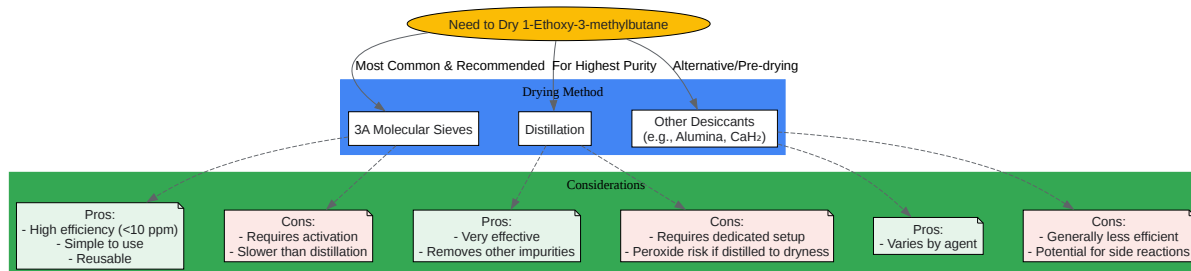 Need to Dry 1-Ethoxy-3-methylbutane
Most Common & Recommended
For Highest Purity
Alternative/Pre-drying
Drying Method
3A Molecular Sieves
Distillation
Other Desiccants
(e.g., Alumina, CaH₂)
Considerations
Pros:
- High efficiency (<10 ppm)
- Simple to use
- Reusable
Cons:
- Requires activation
- Slower than distillation
Pros:
- Very effective
- Removes other impurities
Cons:
- Requires dedicated setup
- Peroxide risk if distilled to dryness
Pros:
- Varies by agent
Cons:
- Generally less efficient
- Potential for side reactions